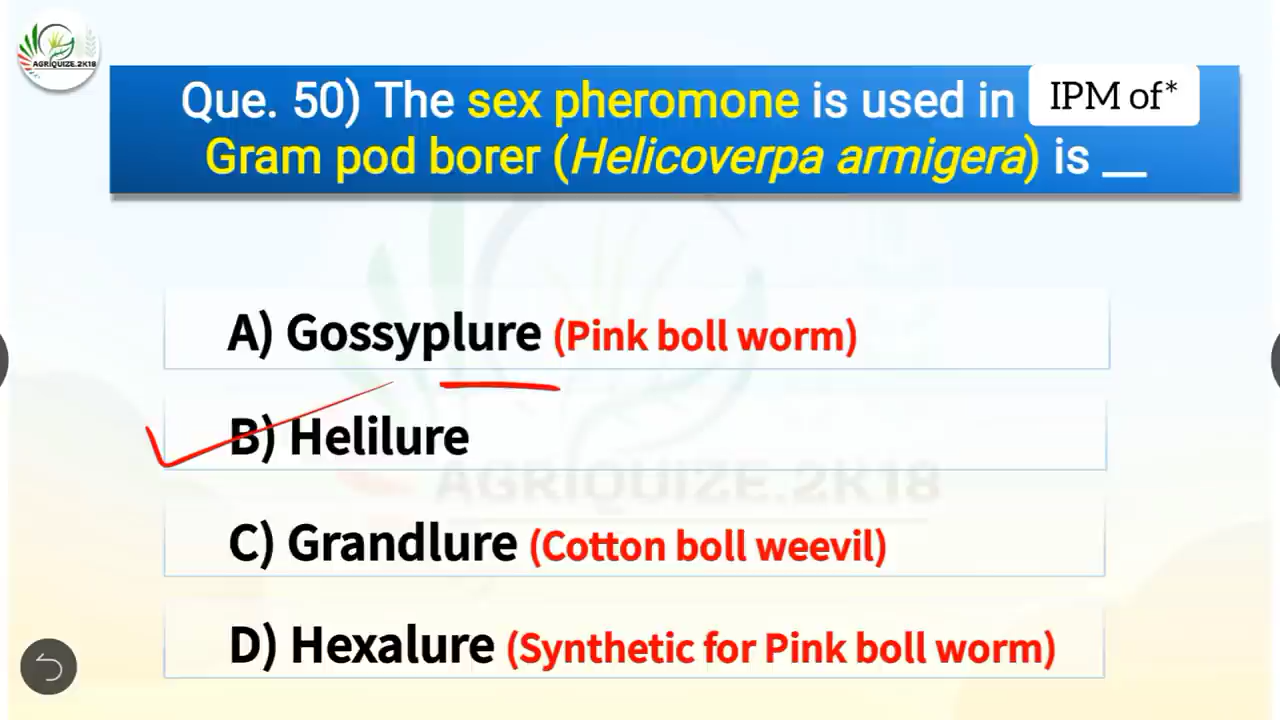 AGRIQUIZE.2K18
Que. 50) The sex pheromone is used in IPM of*
Gram pod borer (Helicoverpa armigera) is __
A) Gossyplure (Pink boll worm)
B) Helilure
AGRIQUIZE.2K18
C) Grandlure (Cotton boll weevil)
D) Hexalure (Synthetic for Pink boll worm)